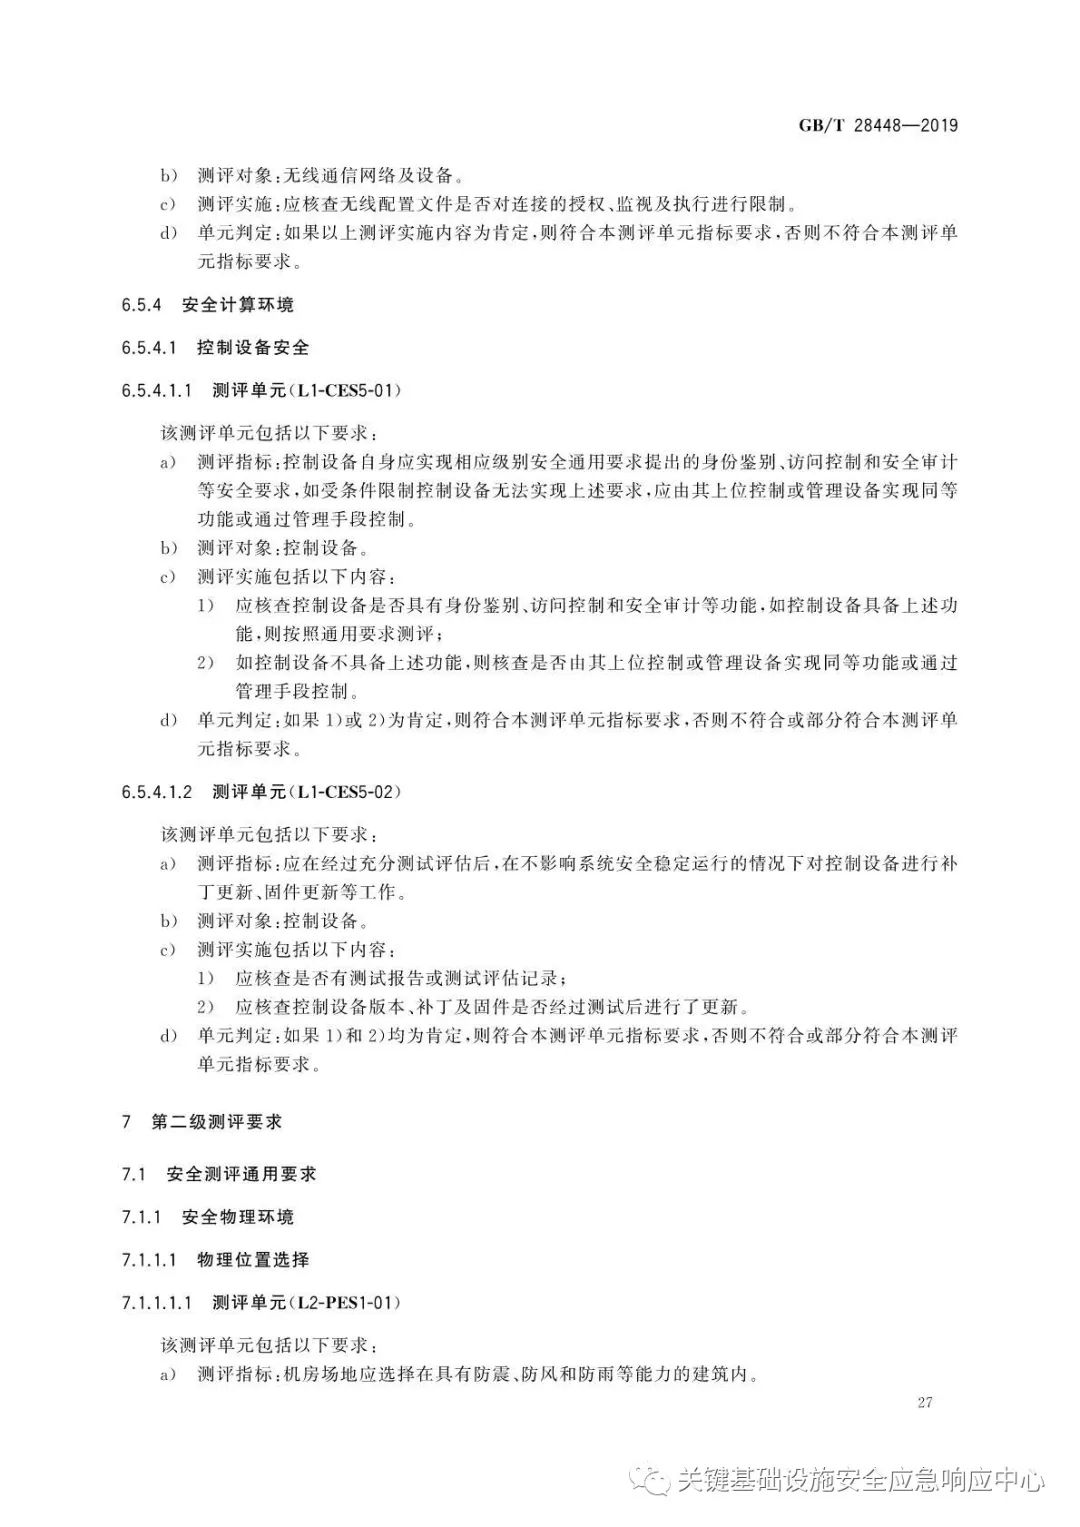 GB/T 28448—2019
b) 测评对象:无线通信网络及设备。
c) 测评实施:应核查无线配置文件是否对连接的授权、监视及执行进行限制。
d) 单元判定:如果以上测评实施内容为肯定,则符合本测评单元指标要求,否则不符合本测评单
元指标要求。
6.5.4 安全计算环境
6.5.4.1 控制设备安全
6.5.4.1.1 测评单元(L1-CES5-01)
该测评单元包括以下要求:
a) 测评指标:控制设备自身应实现相应级别安全通用要求提出的身份鉴别、访问控制和安全审计
等安全要求,如受条件限制控制设备无法实现上述要求,应由其上位控制或管理设备实现同等
功能或通过管理手段控制。
b) 测评对象:控制设备。
c) 测评实施包括以下内容:
1) 应核查控制设备是否具有身份鉴别、访问控制和安全审计等功能,如控制设备具备上述功
能,则按照通用要求测评;
2) 如控制设备不具备上述功能,则核查是否由其上位控制或管理设备实现同等功能或通过
管理手段控制。
d) 单元判定:如果 1)或 2)为肯定,则符合本测评单元指标要求,否则不符合或部分符合本测评单
元指标要求。
6.5.4.1.2 测评单元(L1-CES5-02)
该测评单元包括以下要求:
a) 测评指标:应在经过充分测试评估后,在不影响系统安全稳定运行的情况下对控制设备进行补
丁更新、固件更新等工作。
b) 测评对象:控制设备。
c) 测评实施包括以下内容:
1) 应核查是否有测试报告或测试评估记录;
2) 应核查控制设备版本、补丁及固件是否经过测试后进行了更新。
d) 单元判定:如果 1)和 2)均为肯定,则符合本测评单元指标要求,否则不符合或部分符合本测评
单元指标要求。
7 第二级测评要求
7.1 安全测评通用要求
7.1.1 安全物理环境
7.1.1.1 物理位置选择
7.1.1.1.1 测评单元(L2-PES1-01)
该测评单元包括以下要求:
a) 测评指标:机房场地应选择在具有防震、防风和防雨等能力的建筑内。
27
关键基础设施安全应急响应中心